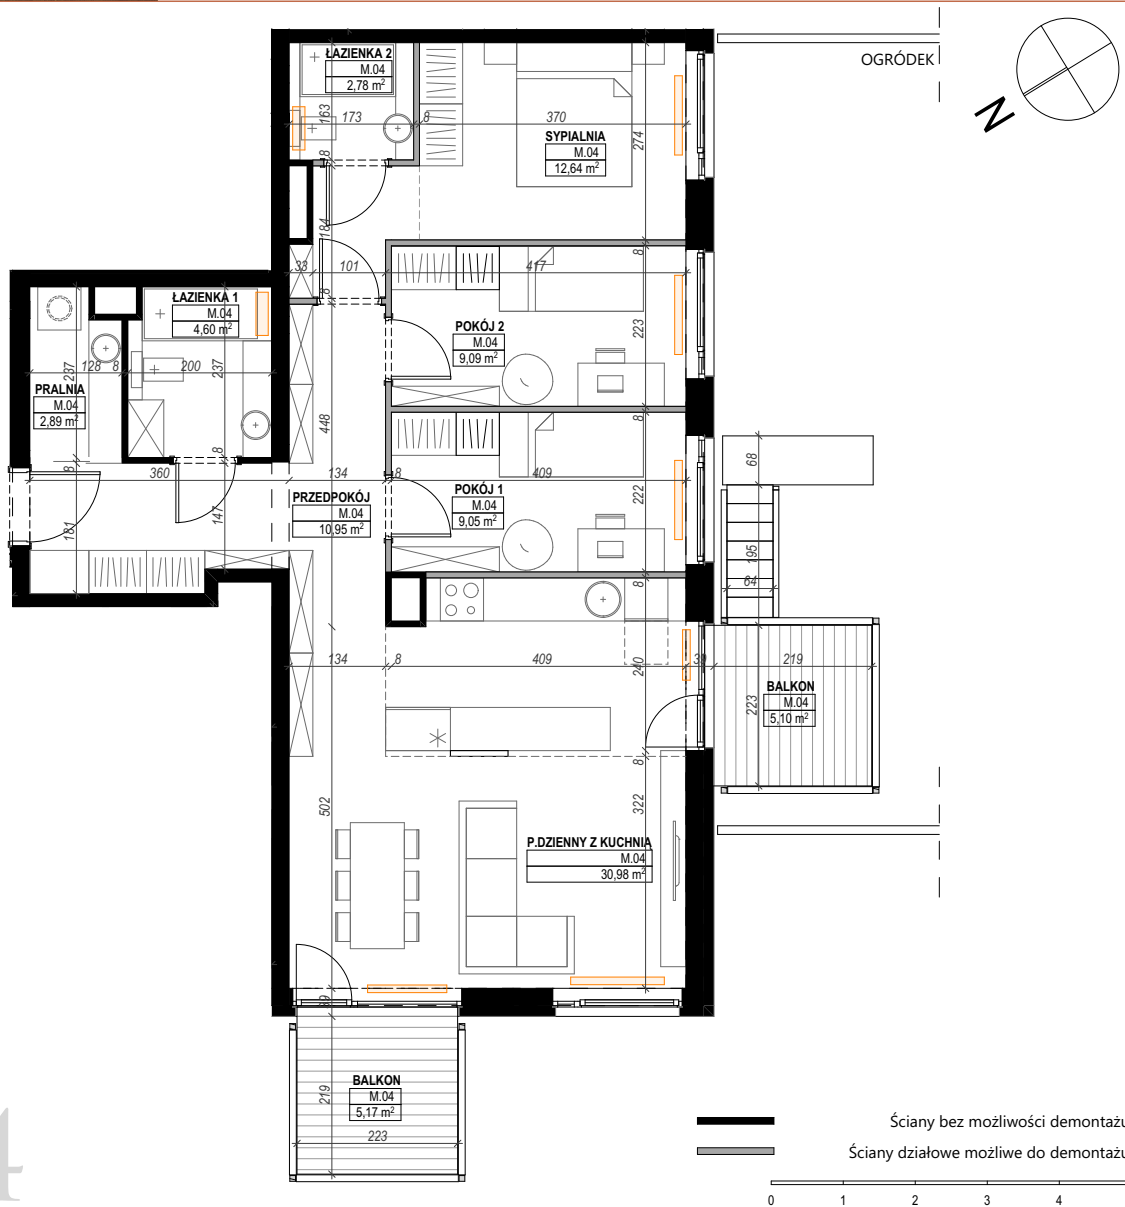 OGRÓDEK
N
ŁAZIENKA 2
M.04
2,78 m²
163
173
8
370
274
SYPIALNIA
M.04
12,64 m²
8
184
33
101
417
8
8
ŁAZIENKA 1
M.04
4,60 m²
POKÓJ 2
M.04
9,09 m²
223
237
128
8
200
237
PRALNIA
M.04
2,89 m²
448
8
8
8
360
134
8
409
PRZEDPOKÓJ
M.04
10,95 m²
POKÓJ 1
M.04
9,05 m²
222
68
181
147
195
64
8
134
8
409
240
219
BALKON
M.04
5,10 m²
223
8
502
322
P.DZIENNY Z KUCHNIĄ
M.04
30,98 m²
BALKON
M.04
5,17 m²
219
223
4
Ściany bez możliwości demontażu
Ściany działowe możliwe do demontażu
0 1 2 3 4